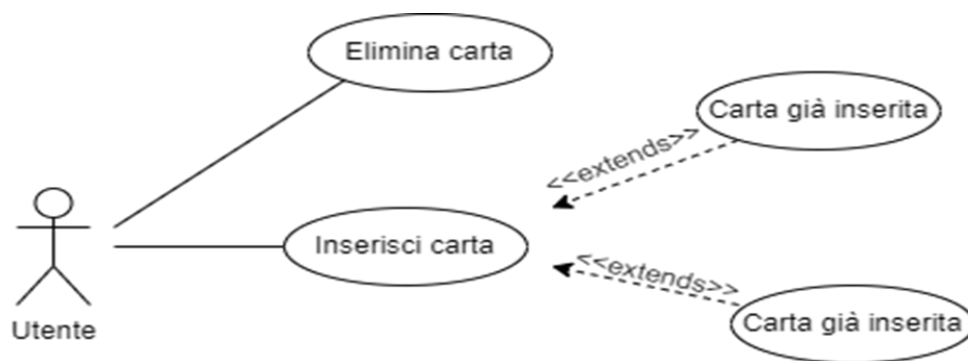 Elimina carta
Carta già inserita
<<extends>>
Inserisci carta
<<extends>>
Carta già inserita
Utente